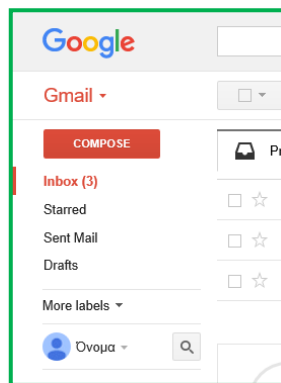 Google
Gmail
COMPOSE
Inbox (3)
Starred
Sent Mail
Drafts
More labels
Όνομα